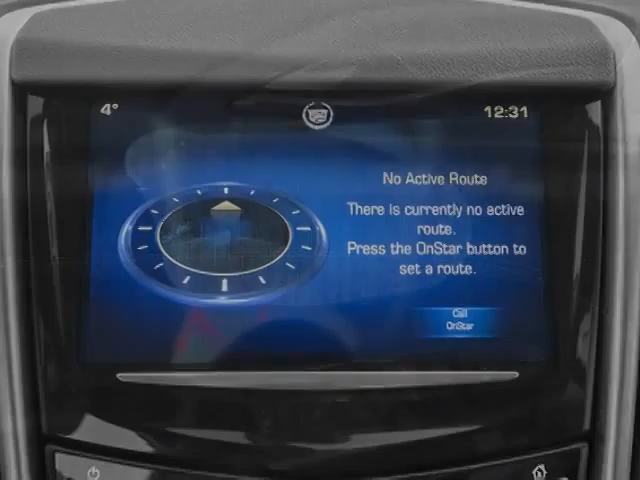 4°
12:31
No Active Route
There is currently no active
route.
Press the OnStar button to
set a route.
Call
OnStar